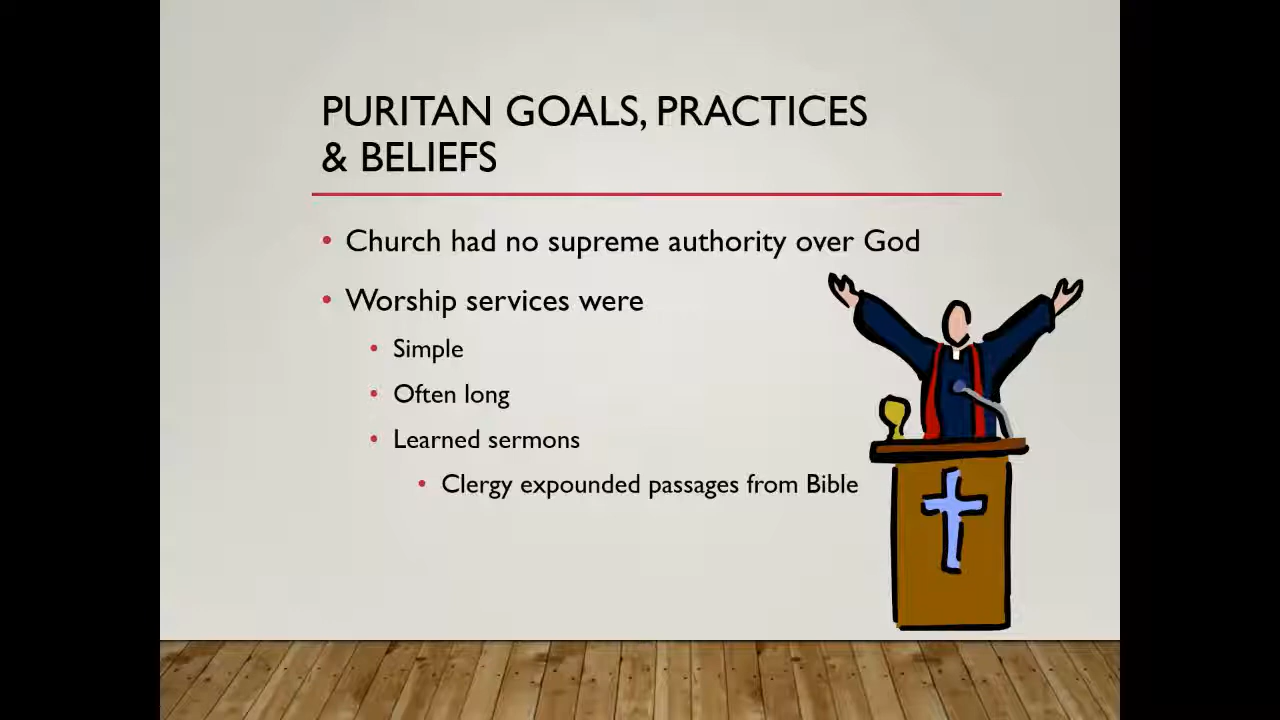 PURITAN GOALS, PRACTICES
& BELIEFS
• Church had no supreme authority over God
• Worship services were
• Simple
• Often long
• Learned sermons
• Clergy expounded passages from Bible